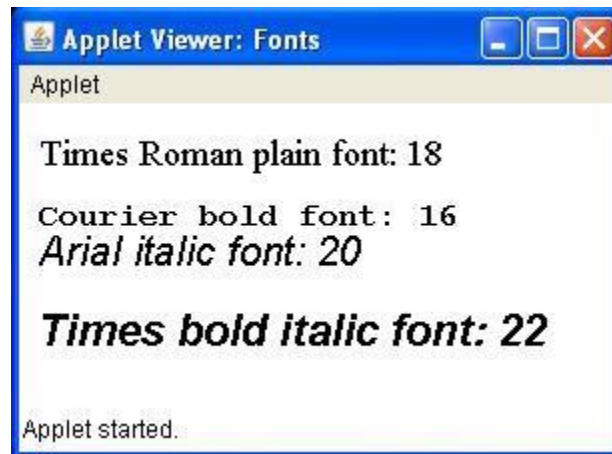 Applet Viewer: Fonts
Applet
Times Roman plain font: 18
Courier bold font: 16
Arial italic font: 20
Times bold italic font: 22
Applet started.